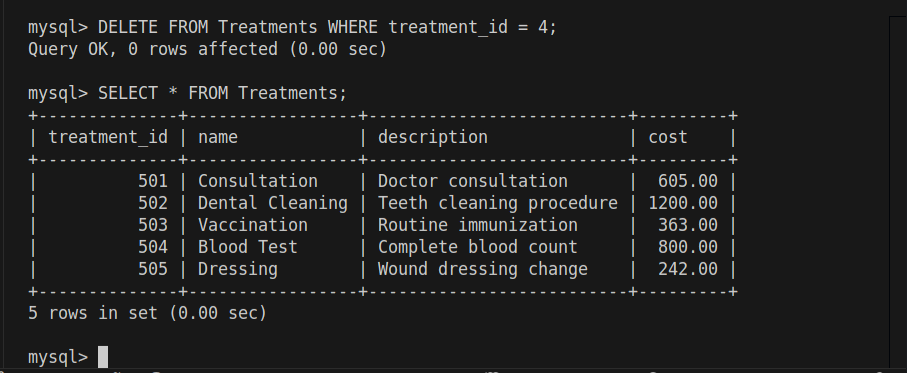 mysql> DELETE FROM Treatments WHERE treatment_id = 4;
Query OK, 0 rows affected (0.00 sec)
mysql> SELECT * FROM Treatments;
+--------------+-----------------+--------------------------+---------+
| treatment_id | name            | description              | cost    |
+--------------+-----------------+--------------------------+---------+
|          501 | Consultation    | Doctor consultation      |  605.00 |
|          502 | Dental Cleaning | Teeth cleaning procedure | 1200.00 |
|          503 | Vaccination     | Routine immunization     |  363.00 |
|          504 | Blood Test      | Complete blood count     |  800.00 |
|          505 | Dressing        | Wound dressing change    |  242.00 |
+--------------+-----------------+--------------------------+---------+
5 rows in set (0.00 sec)
mysql>